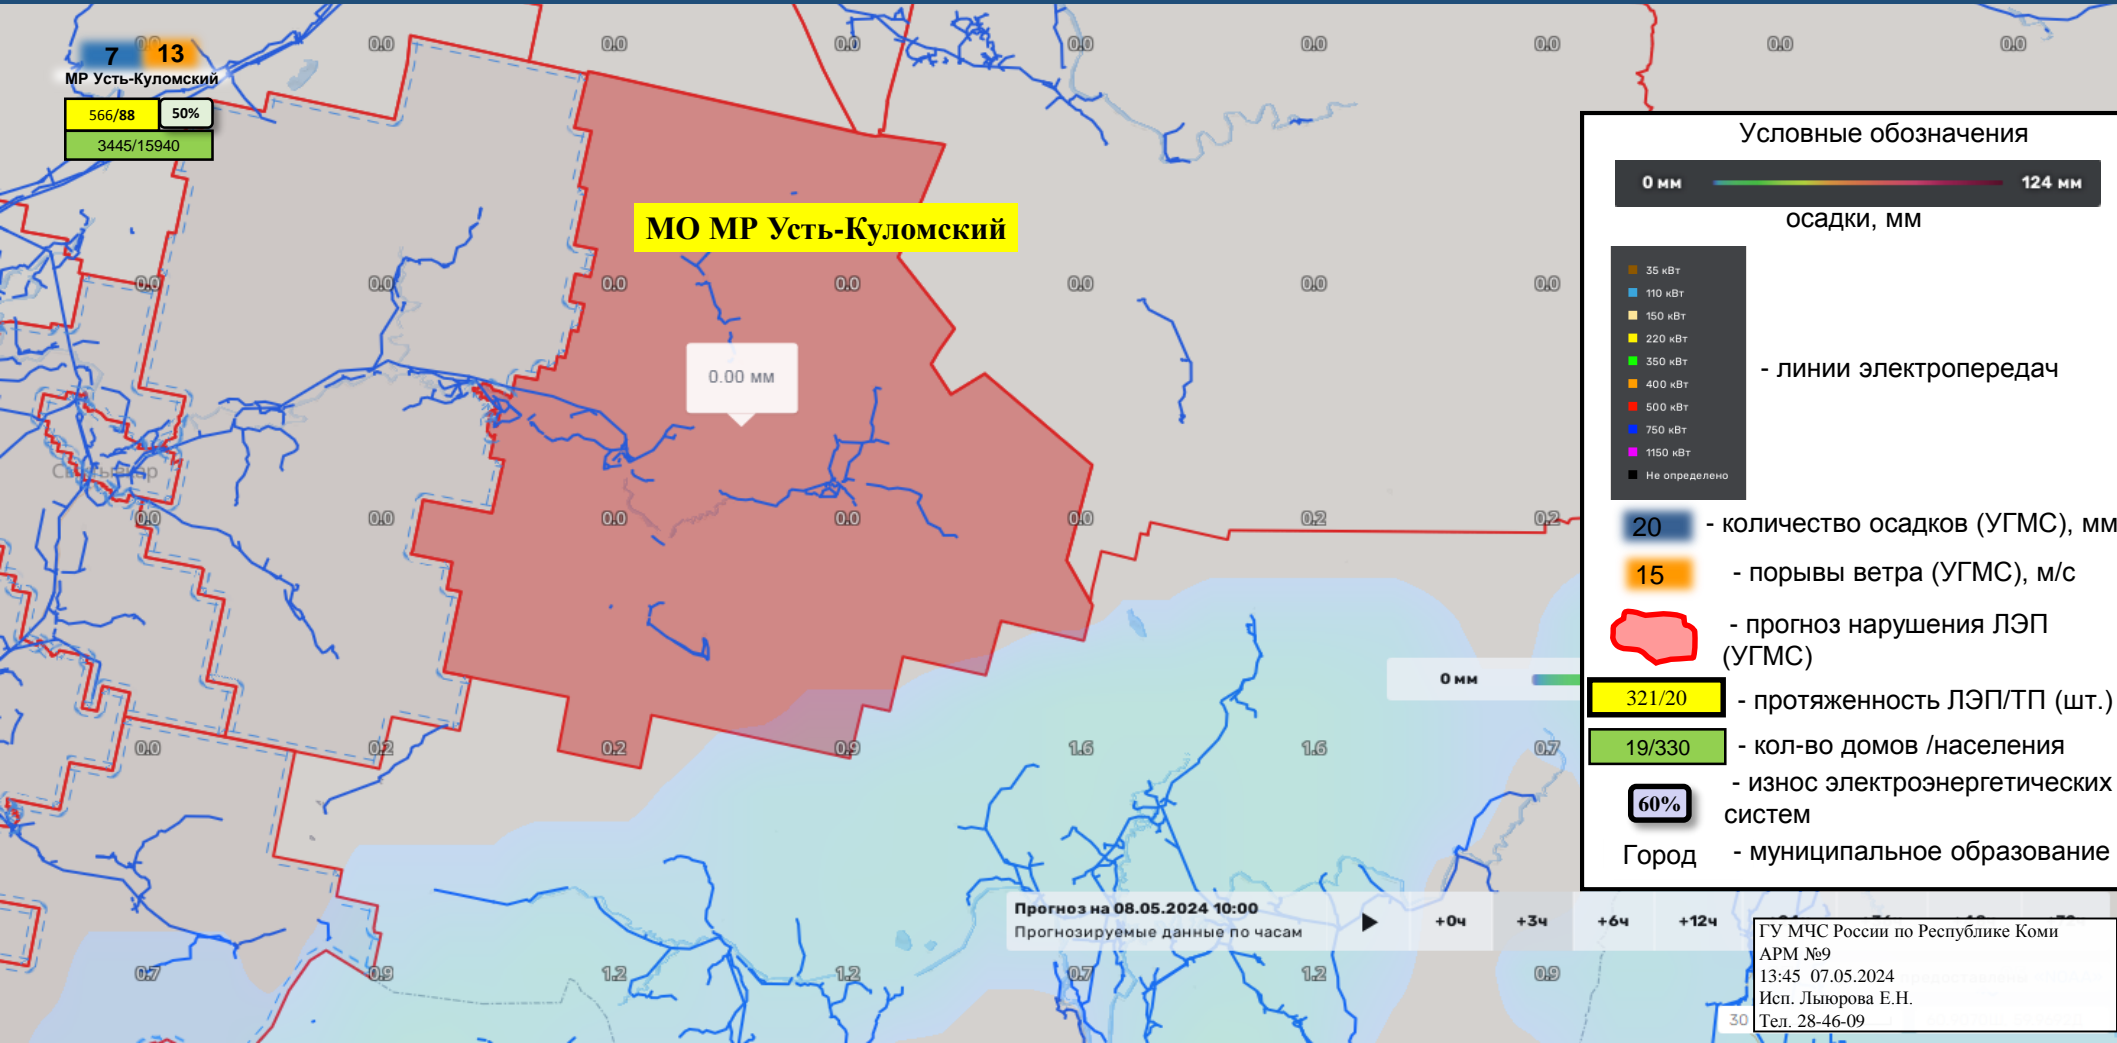 0.0 0.0 0.0 0.0 0.0 0.0 0.0 0.0 0.0
7 13
МР Усть-Куломский
566/88 50%
3445/15940
МО МР Усть-Куломский
0.0 0.0 0.0 0.0 0.0 0.0 0.0
0.00 мм
Сыктывкар
0.0 0.0 0.0 0.0 0.0 0.2 0.2
0 мм
0.0 0.2 0.2 0.9 1.6 1.6 0.7
Прогноз на 08.05.2024 10:00
Прогнозируемые данные по часам
+0ч +3ч +6ч +12ч
0.7 0.9 1.2 1.2 0.7 1.2 0.9
30
Условные обозначения
0 мм 124 мм
осадки, мм
35 кВт
110 кВт
150 кВт
220 кВт
350 кВт
400 кВт
500 кВт
750 кВт
1150 кВт
Не определено
- линии электропередач
20 - количество осадков (УГМС), мм
15 - порывы ветра (УГМС), м/с
- прогноз нарушения ЛЭП
(УГМС)
321/20 - протяженность ЛЭП/ТП (шт.)
19/330 - кол-во домов /населения
- износ электроэнергетических
60%
систем
Город - муниципальное образование
ГУ МЧС России по Республике Коми
АРМ №9
13:45 07.05.2024
Исп. Лыюрова Е.Н.
Тел. 28-46-09